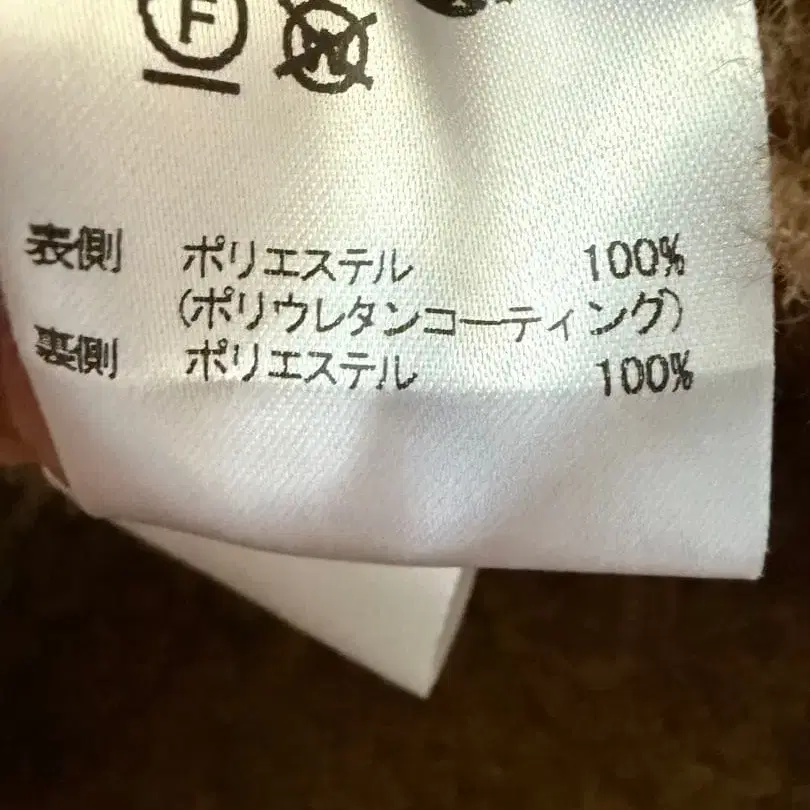 F W
表側 ポリエステル 100%
(ポリウレタンコーティング)
裏側 ポリエステル 100%